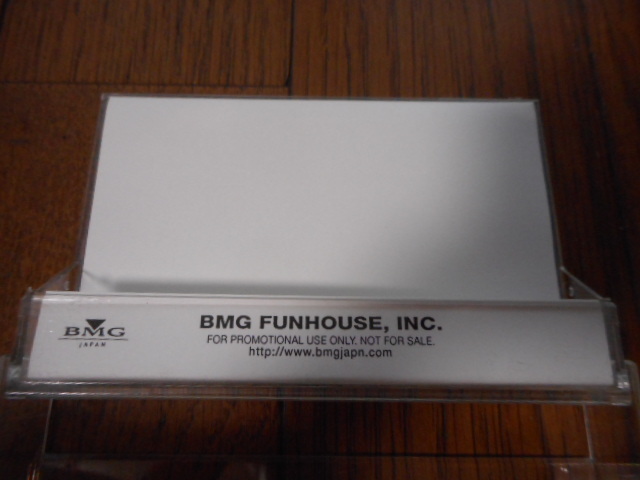 BMG
JAPAN
BMG FUNHOUSE, INC.
FOR PROMOTIONAL USE ONLY. NOT FOR SALE.
http://www.bmgjapn.com